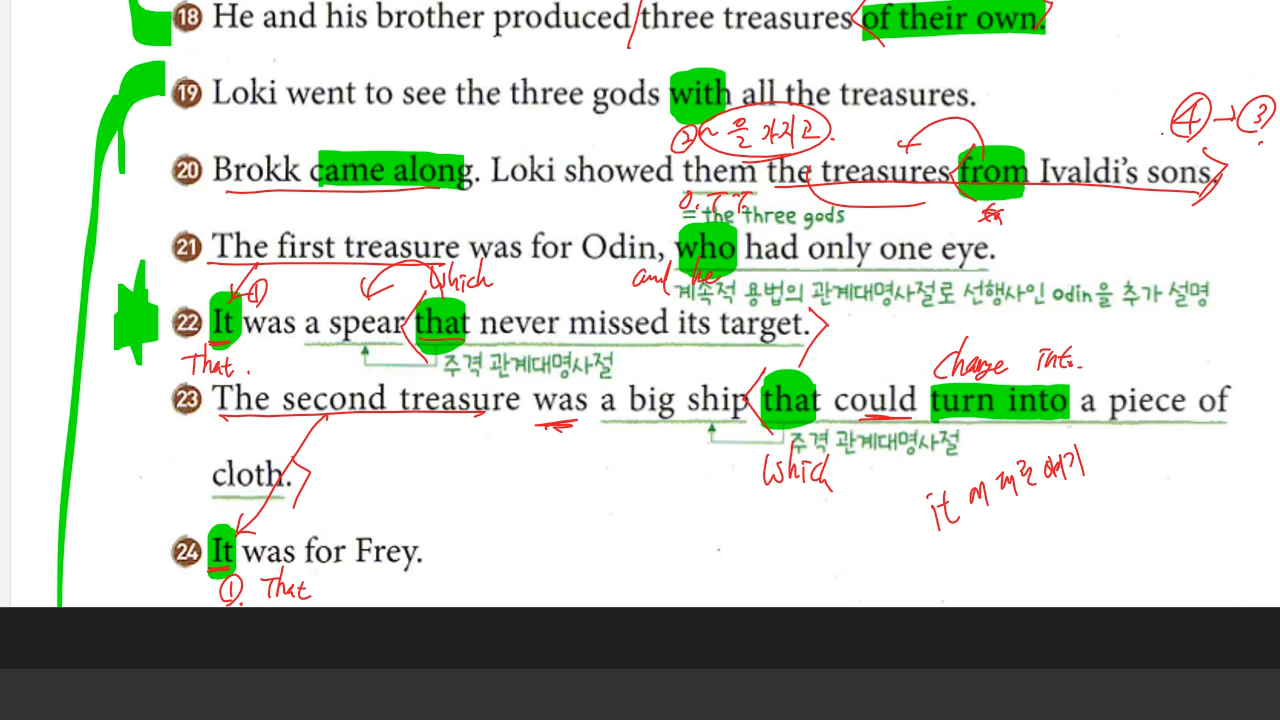 18 He and his brother produced three treasures of their own.
19 Loki went to see the three gods with all the treasures.
② ~을 가지고.
④ → ③
20 Brokk came along. Loki showed them the treasures from Ivaldi's sons.
= the three gods
21 The first treasure was for Odin, who had only one eye.
① which and he
계속적 용법의 관계대명사절로 선행사인 Odin을 추가 설명
22 It was a spear that never missed its target.
That.
주격 관계대명사절
change into.
23 The second treasure was a big ship that could turn into a piece of
주격 관계대명사절
which
cloth.
it
24 It was for Frey.
① That